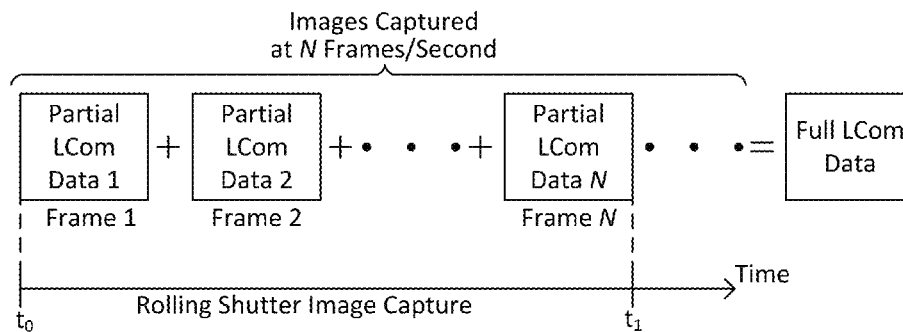 Images Captured
at N Frames/Second
Partial
LCom
Data 1
+
Partial
LCom
Data 2
+ • • • +
Partial
LCom
Data N
• • • =
Full LCom
Data
Frame 1
Frame 2
Frame N
Time
Rolling Shutter Image Capture
t₀
t₁